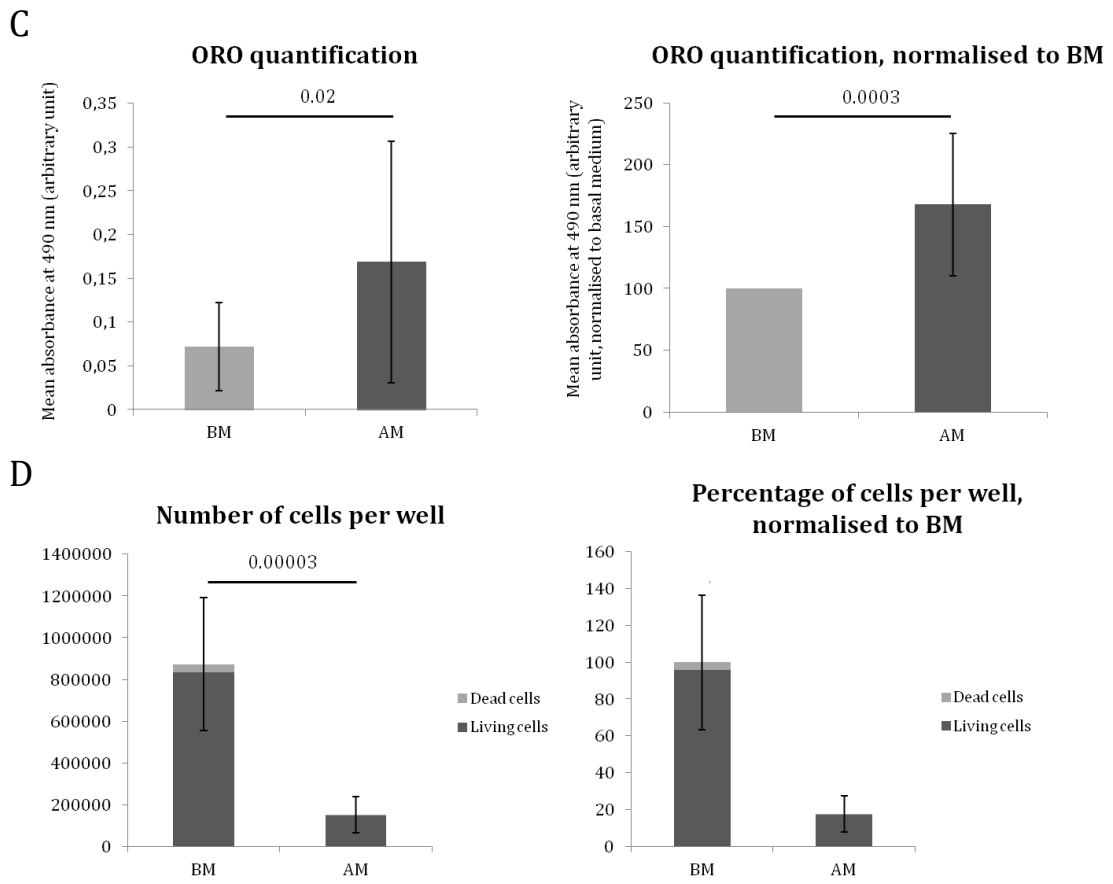 C
ORO quantification
Mean absorbance at 490 nm (arbitrary unit)
0,35
0,3
0,25
0,2
0,15
0,1
0,05
0
0.02
BM
AM
ORO quantification, normalised to BM
Mean absorbance at 490 nm (arbitrary
unit, normalised to basal medium)
250
200
150
100
50
0
0.0003
BM
AM
D
Number of cells per well
1400000
1200000
1000000
800000
600000
400000
200000
0
0.00003
BM
AM
Dead cells
Living cells
Percentage of cells per well,
normalised to BM
160
140
120
100
80
60
40
20
0
BM
AM
Dead cells
Living cells